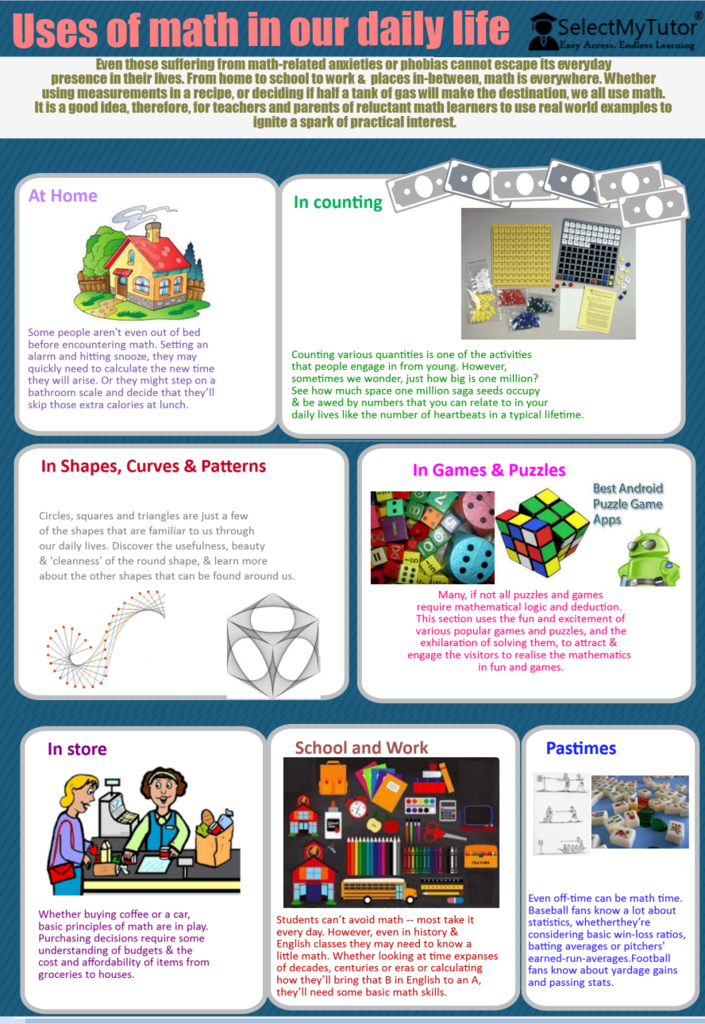 Uses of math in our daily life
SelectMyTutor®
Easy Access, Endless Learning
Even those suffering from math-related anxieties or phobias cannot escape its everyday
presence in their lives. From home to school to work & places in-between, math is everywhere. Whether
using measurements in a recipe, or deciding if half a tank of gas will make the destination, we all use math.
It is a good idea, therefore, for teachers and parents of reluctant math learners to use real world examples to
ignite a spark of practical interest.
At Home
Some people aren't even out of bed
before encountering math. Setting an
alarm and hitting snooze, they may
quickly need to calculate the new time
they will arise. Or they might step on a
bathroom scale and decide that they'll
skip those extra calories at lunch.
In counting
Counting various quantities is one of the activities
that people engage in from young. However,
sometimes we wonder, just how big is one million?
See how much space one million saga seeds occupy
& be awed by numbers that you can relate to in your
daily lives like the number of heartbeats in a typical lifetime.
In Shapes, Curves & Patterns
Circles, squares and triangles are just a few
of the shapes that are familiar to us through
our daily lives. Discover the usefulness, beauty
& 'cleanness' of the round shape, & learn more
about the other shapes that can be found around us.
In Games & Puzzles
Best Android
Puzzle Game
Apps
Many, if not all puzzles and games
require mathematical logic and deduction.
This section uses the fun and excitement of
various popular games and puzzles, and the
exhilaration of solving them, to attract &
engage the visitors to realise the mathematics
in fun and games.
In store
Whether buying coffee or a car,
basic principles of math are in play.
Purchasing decisions require some
understanding of budgets & the
cost and affordability of items from
groceries to houses.
School and Work
Students can't avoid math -- most take it
every day. However, even in history &
English classes they may need to know a
little math. Whether looking at time expanses
of decades, centuries or eras or calculating
how they'll bring that B in English to an A,
they'll need some basic math skills.
Pastimes
Even off-time can be math time.
Baseball fans know a lot about
statistics, whetherthey're
considering basic win-loss ratios,
batting averages or pitchers'
earned-run-averages.Football
fans know about yardage gains
and passing stats.